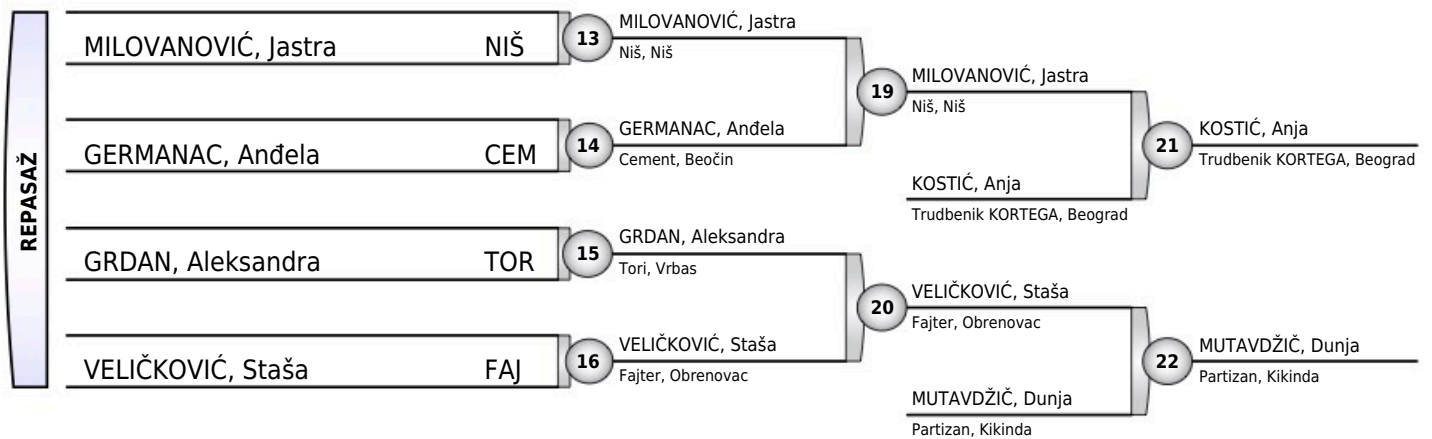 REPASAŽ
MILOVANOVIĆ, Jastra NIŠ
GERMANAC, Anđela CEM
GRDAN, Aleksandra TOR
VELIČKOVIĆ, Staša FAJ
13
MILOVANOVIĆ, Jastra
Niš, Niš
14
GERMANAC, Anđela
Cement, Beočin
15
GRDAN, Aleksandra
Tori, Vrbas
16
VELIČKOVIĆ, Staša
Fajter, Obrenovac
19
MILOVANOVIĆ, Jastra
Niš, Niš
KOSTIĆ, Anja
Trudbenik KORTEGA, Beograd
20
VELIČKOVIĆ, Staša
Fajter, Obrenovac
MUTAVDŽIČ, Dunja
Partizan, Kikinda
21
KOSTIĆ, Anja
Trudbenik KORTEGA, Beograd
22
MUTAVDŽIČ, Dunja
Partizan, Kikinda